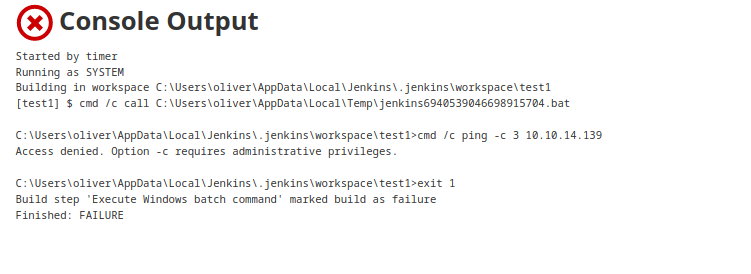 Console Output
Started by timer
Running as SYSTEM
Building in workspace C:\Users\oliver\AppData\Local\Jenkins\.jenkins\workspace\test1
[test1] $ cmd /c call C:\Users\oliver\AppData\Local\Temp\jenkins6940539046698915704.bat
C:\Users\oliver\AppData\Local\Jenkins\.jenkins\workspace\test1>cmd /c ping -c 3 10.10.14.139
Access denied. Option -c requires administrative privileges.
C:\Users\oliver\AppData\Local\Jenkins\.jenkins\workspace\test1>exit 1
Build step 'Execute Windows batch command' marked build as failure
Finished: FAILURE